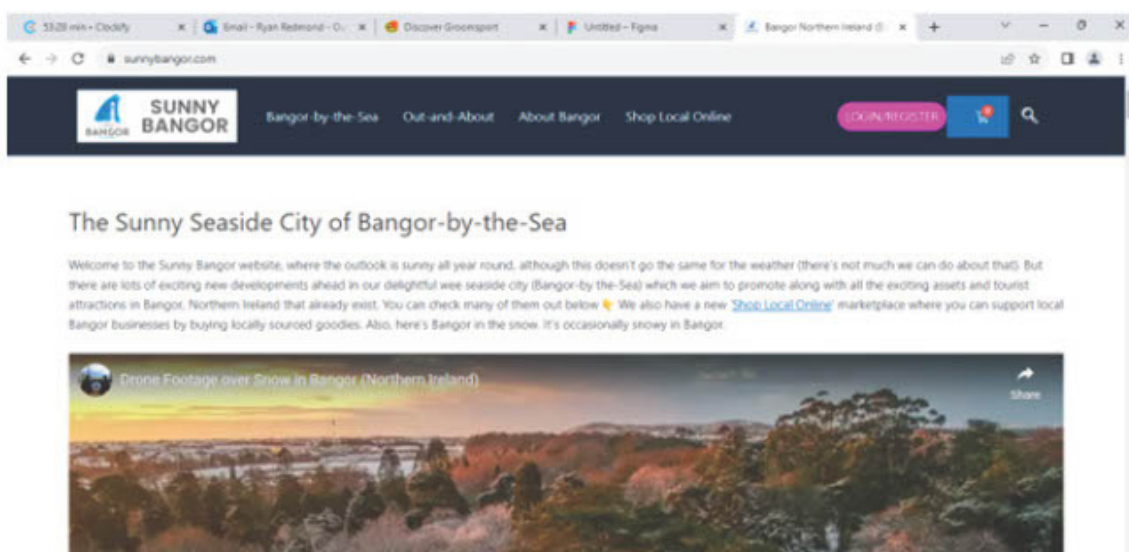 53:28 min • Clockify
Email – Ryan Redmond – Ou
Discover Groomsport
Untitled – Figma
Bangor Northern Ireland (B
sunnybangor.com
BANGOR
SUNNY
BANGOR
Bangor-by-the-Sea
Out-and-About
About Bangor
Shop Local Online
LOGIN/REGISTER
0
The Sunny Seaside City of Bangor-by-the-Sea
Welcome to the Sunny Bangor website, where the outlook is sunny all year round, although this doesn't go the same for the weather (there's not much we can do about that). But
there are lots of exciting new developments ahead in our delightful wee seaside city (Bangor-by the-Sea) which we aim to promote along with all the exciting assets and tourist
attractions in Bangor, Northern Ireland that already exist. You can check many of them out below 👇 We also have a new 'Shop Local Online' marketplace where you can support local
Bangor businesses by buying locally sourced goodies. Also, here's Bangor in the snow. It's occasionally snowy in Bangor.
Drone Footage over Snow in Bangor (Northern Ireland)
Share